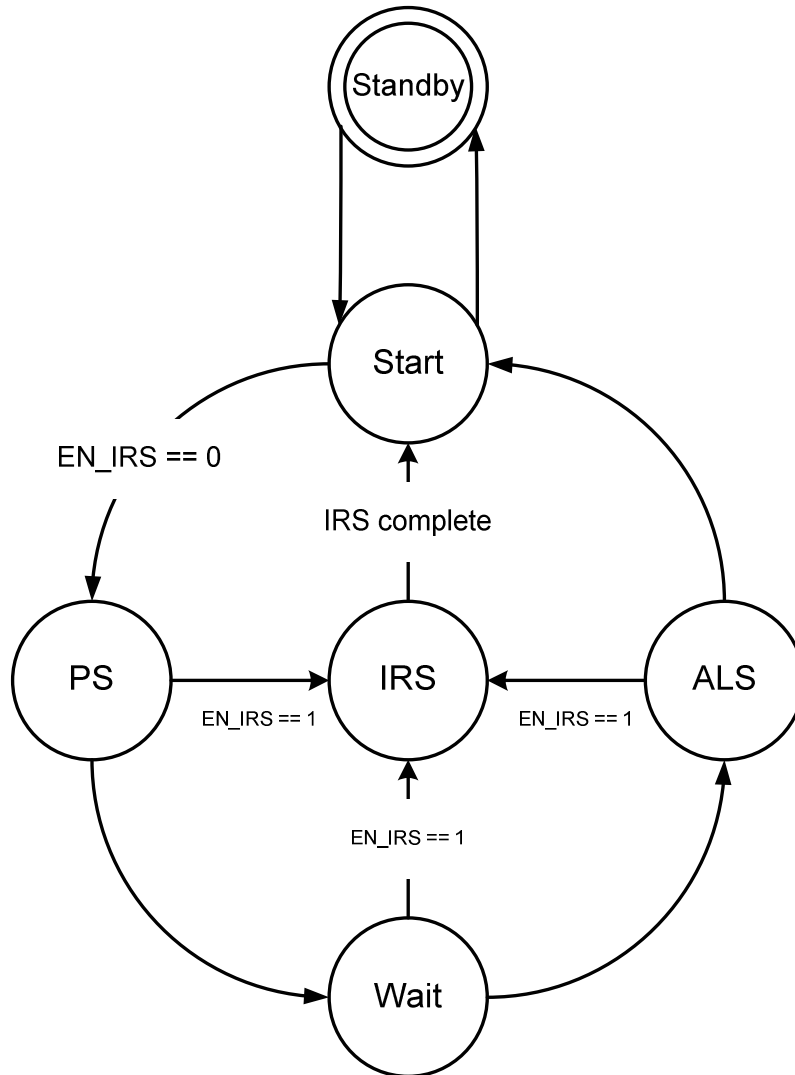 Standby
Start
EN_IRS == 0
IRS complete
PS
IRS
ALS
EN_IRS == 1
EN_IRS == 1
EN_IRS == 1
Wait